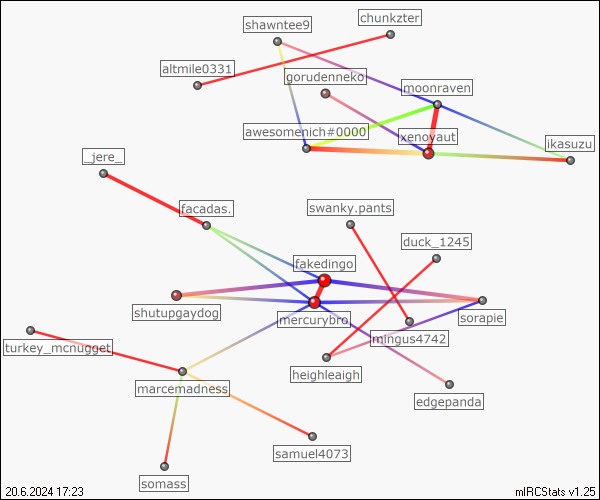 chunkzter
shawntee9
altmile0331
gorudenneko
moonraven
awesomenich#0000
xenoyaut
ikasuzu
_jere_
facadas.
swanky.pants
duck_1245
fakedingo
shutupgaydog
mercurybro
sorapie
mingus4742
turkey_mcnugget
heighleaigh
marcemadness
edgepanda
samuel4073
somass
20.6.2024 17:23
mIRCStats v1.25